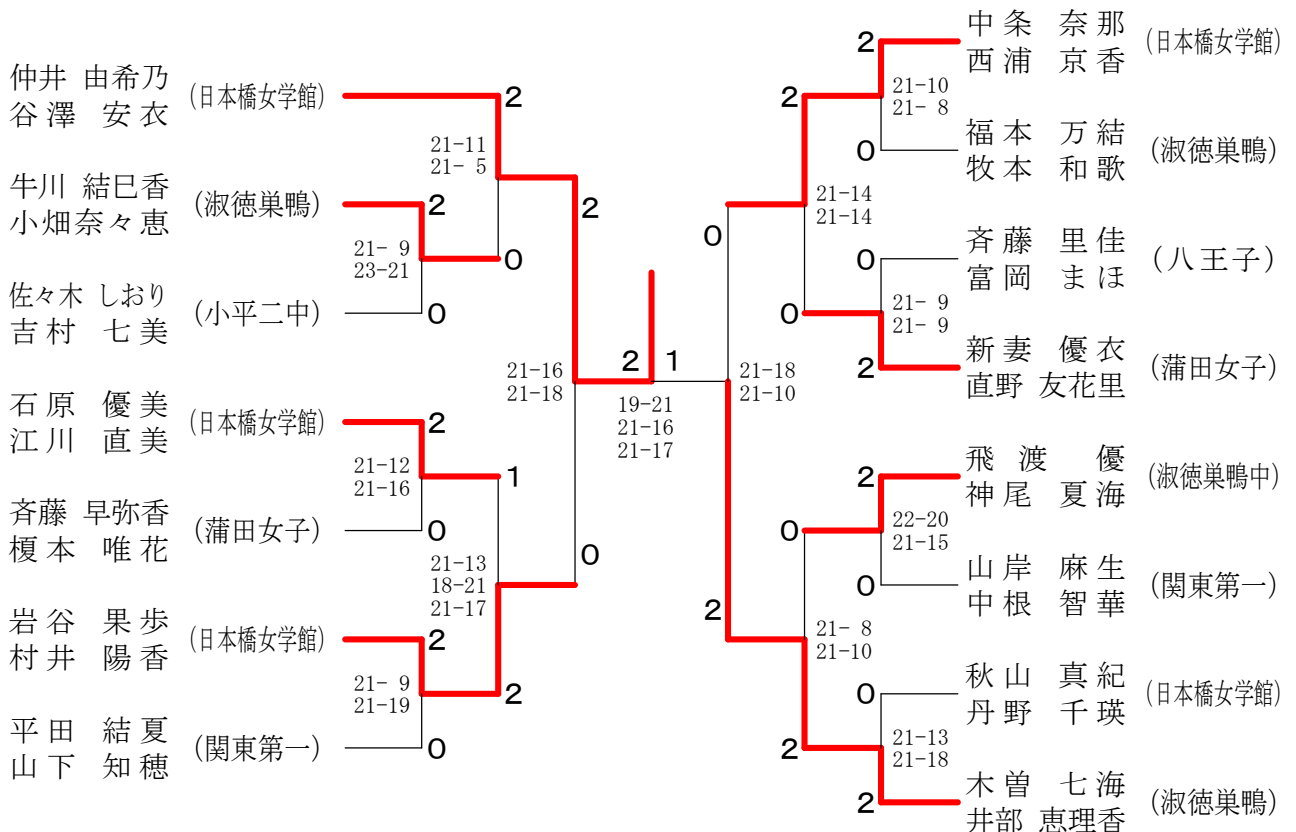 仲井 由希乃
谷澤 安衣
(日本橋女学館)
2
21-11
21- 5
牛川 結巳香
小畑奈々恵
(淑徳巣鴨)
2
0
21- 9
23-21
佐々木 しおり
吉村 七美
(小平二中)
0
2
21-16
21-18
石原 優美
江川 直美
(日本橋女学館)
2
1
21-12
21-16
斉藤 早弥香
榎本 唯花
(蒲田女子)
0
21-13
18-21
21-17
0
岩谷 果歩
村井 陽香
(日本橋女学館)
2
2
21- 9
21-19
平田 結夏
山下 知穂
(関東第一)
0
2 1
19-21
21-16
21-17
中条 奈那
西浦 京香
(日本橋女学館)
2
2
21-10
21- 8
福本 万結
牧本 和歌
(淑徳巣鴨)
0
0
21-14
21-14
斉藤 里佳
富岡 まほ
(八王子)
0
0
21- 9
21- 9
新妻 優衣
直野 友花里
(蒲田女子)
2
21-18
21-10
飛渡 優
神尾 夏海
(淑徳巣鴨中)
2
0
22-20
21-15
山岸 麻生
中根 智華
(関東第一)
0
2
21- 8
21-10
秋山 真紀
丹野 千瑛
(日本橋女学館)
0
2
21-13
21-18
木曽 七海
井部 恵理香
(淑徳巣鴨)
2